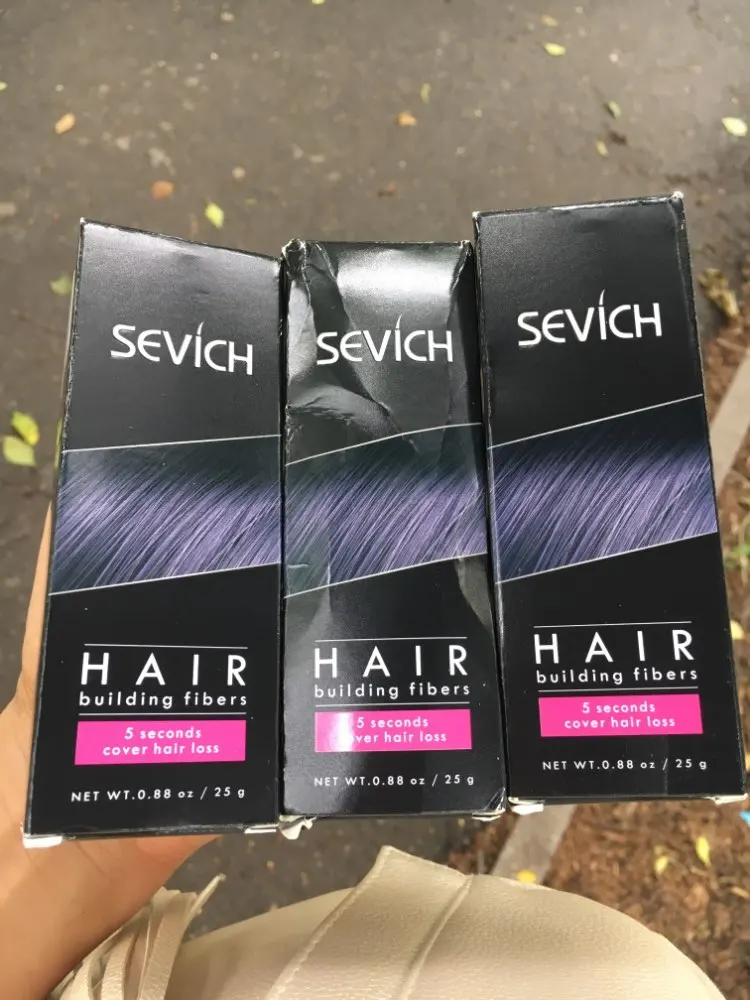 SEVICH
HAIR
building fibers
5 seconds
cover hair loss
NET WT.0.88 oz / 25 g
SEVICH
HAIR
building fibers
5 seconds
cover hair loss
NET WT.0.88 oz / 25 g
SEVICH
HAIR
building fibers
5 seconds
cover hair loss
NET WT.0.88 oz / 25 g